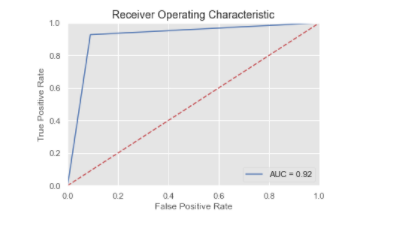 Receiver Operating Characteristic
1.0
0.8
0.6
0.4
0.2
0.0
True Positive Rate
AUC = 0.92
0.0 0.2 0.4 0.6 0.8 1.0
False Positive Rate